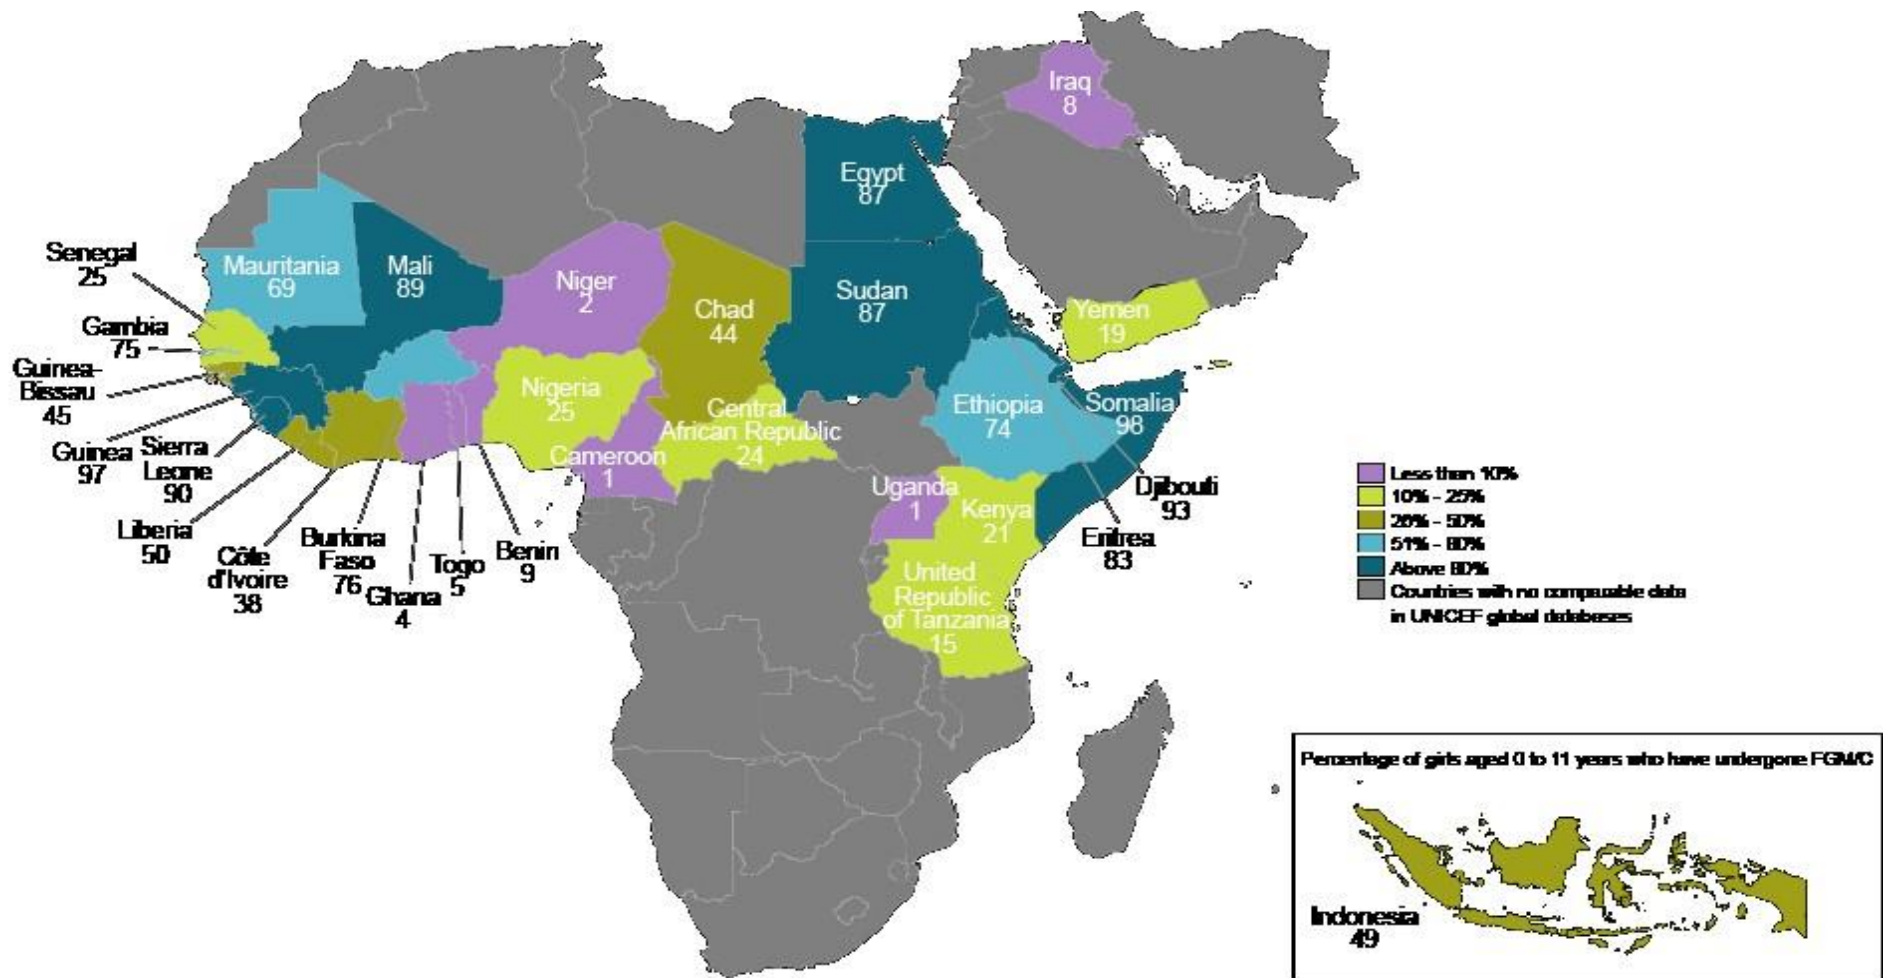 Iraq
8
Egypt
87
Senegal
25
Mauritania
69
Mali
89
Niger
2
Chad
44
Sudan
87
Yemen
19
Gambia
75
Guinea-
Bissau
45
Nigeria
25
Central
African Republic
24
Ethiopia
74
Somalia
98
Guinea
97
Sierra
Leone
90
Cameroon
1
Uganda
1
Kenya
21
Djibouti
93
Eritrea
83
Liberia
50
Côte
d'Ivoire
38
Burkina
Faso
76
Ghana
4
Togo
5
Benin
9
United
Republic
of Tanzania
15
Less than 10%
10% - 25%
26% - 50%
51% - 80%
Above 80%
Countries with no comparable data
in UNICEF global databases
Percentage of girls aged 0 to 11 years who have undergone FGM/C
Indonesia
49